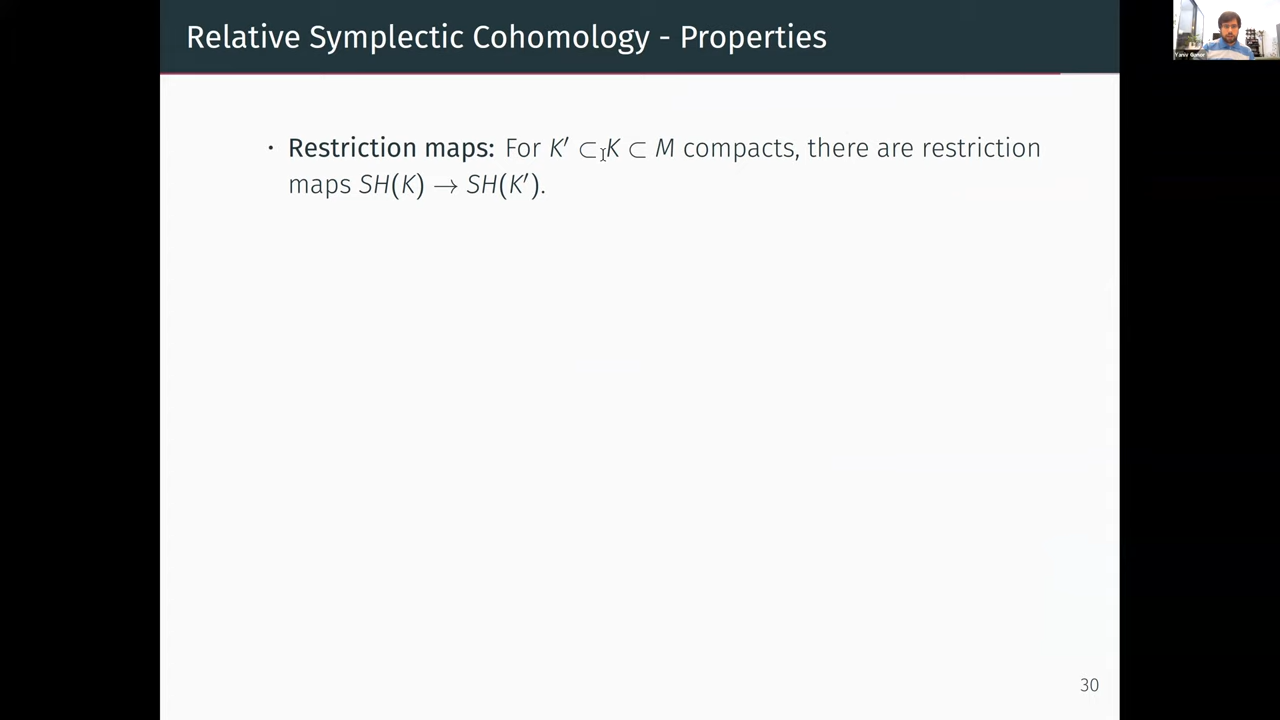 Relative Symplectic Cohomology - Properties
• Restriction maps: For K′ ⊂ K ⊂ M compacts, there are restriction
maps SH(K) → SH(K′).
30